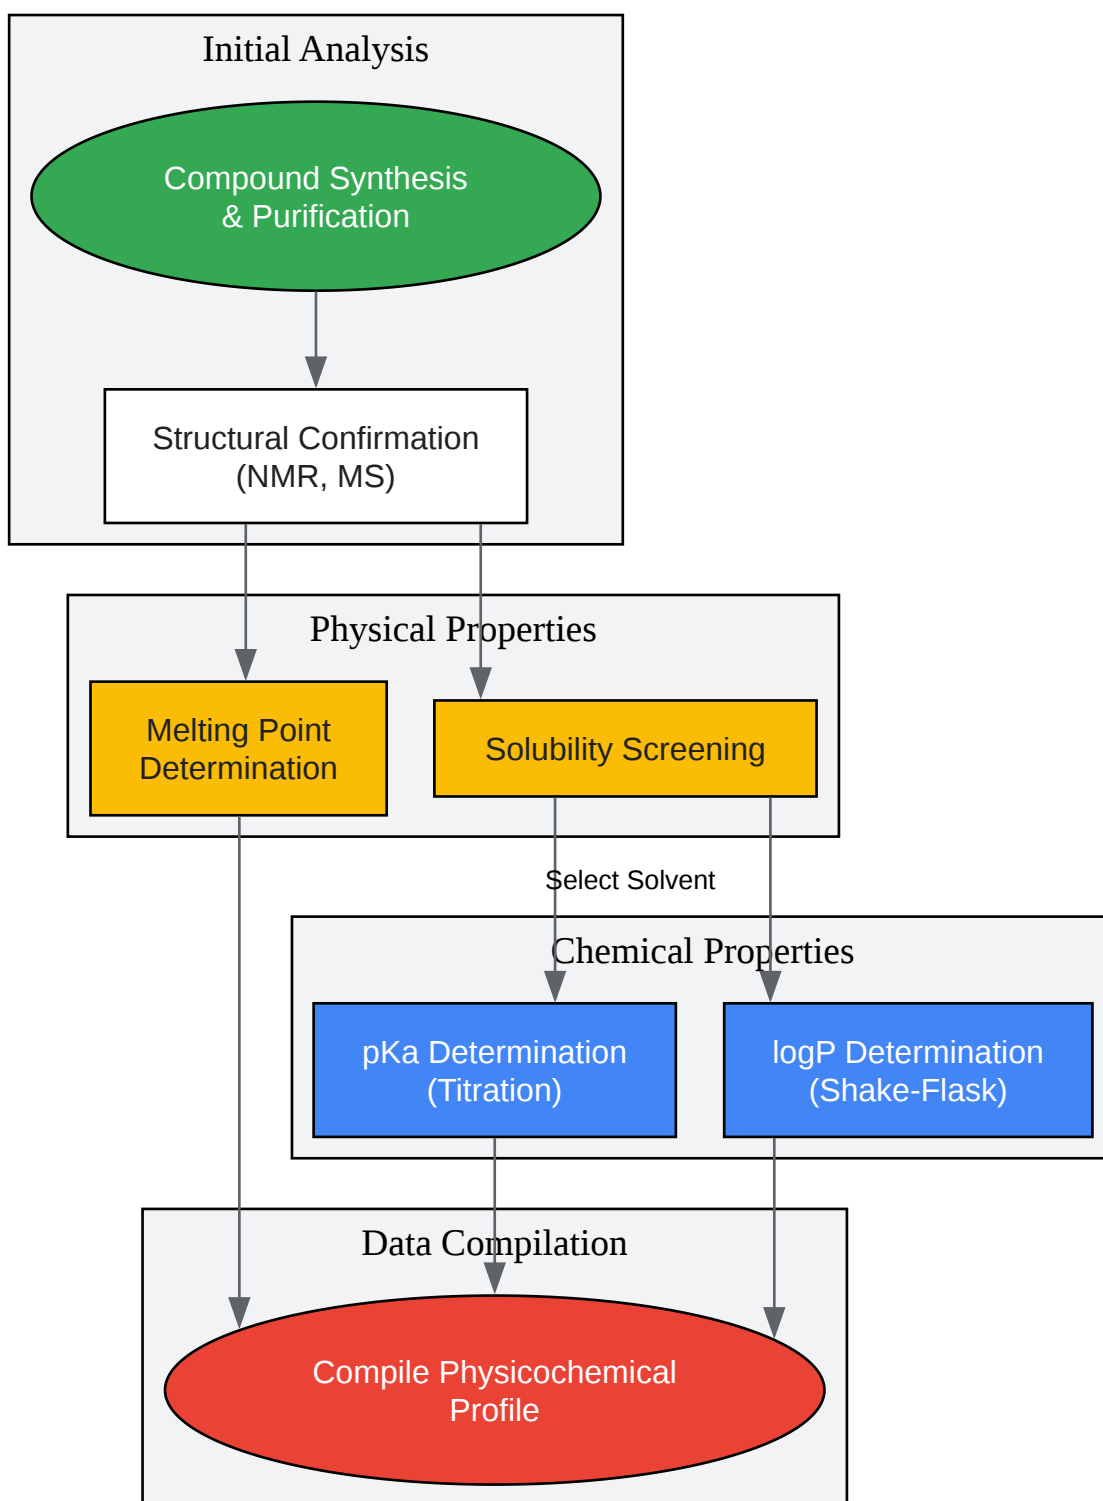 Initial Analysis
Compound Synthesis
& Purification
Structural Confirmation
(NMR, MS)
Physical Properties
Melting Point
Determination
Solubility Screening
Select Solvent
Chemical Properties
pKa Determination
(Titration)
logP Determination
(Shake-Flask)
Data Compilation
Compile Physicochemical
Profile